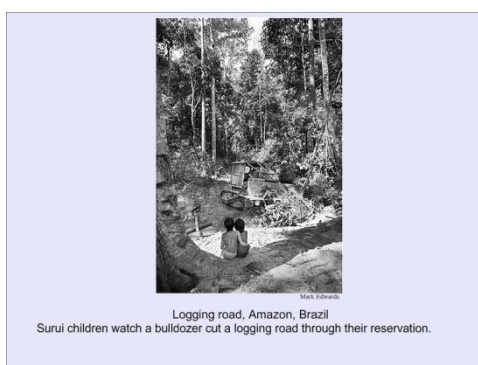 Mark Edwards
Logging road, Amazon, Brazil
Surui children watch a bulldozer cut a logging road through their reservation.